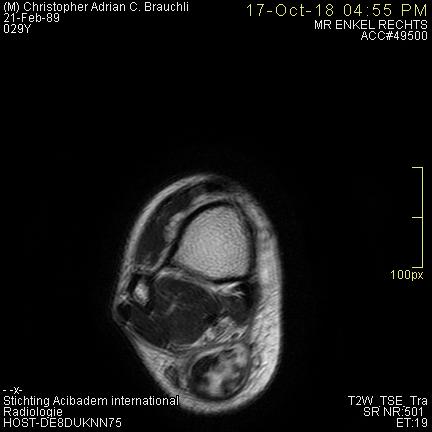 (M) Christopher Adrian C. Brauchli
21-Feb-89
029Y
17-Oct-18 04:55 PM
MR ENKEL RECHTS
ACC#49500
100px
--x-
Stichting Acibadem international
Radiologie
HOST-DE8DUKNN75
T2W_TSE_Tra
SR NR:501
ET:19